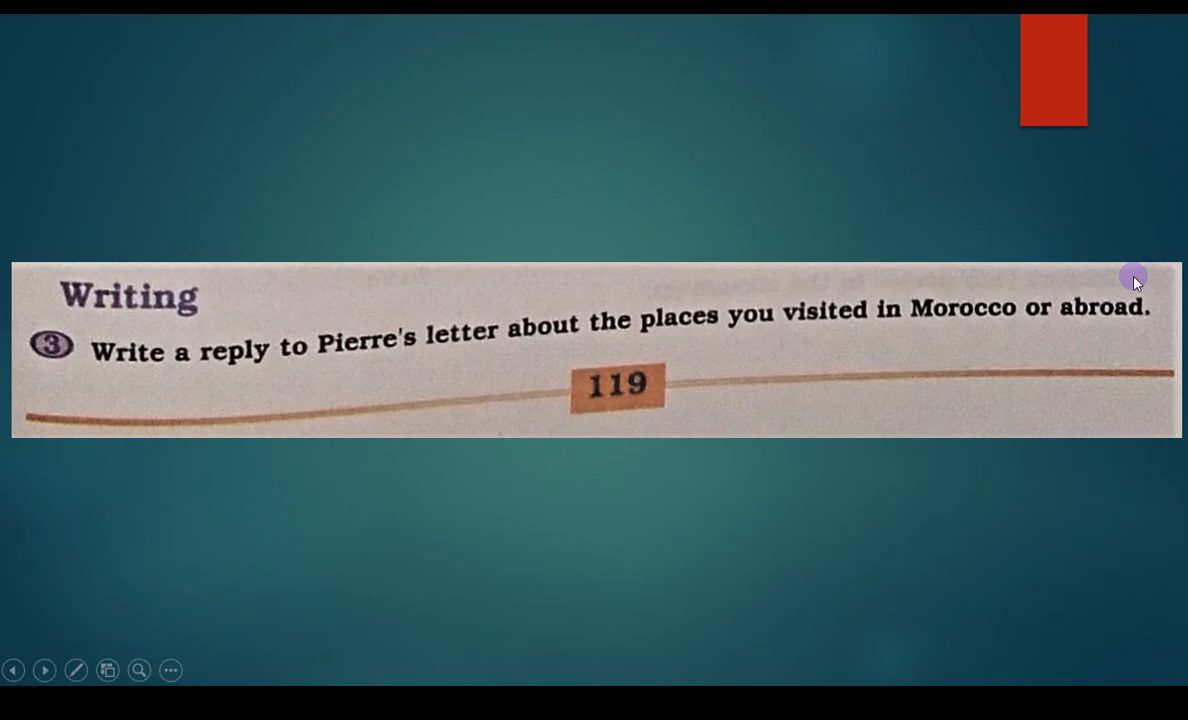 Writing
3 Write a reply to Pierre's letter about the places you visited in Morocco or abroad.
119